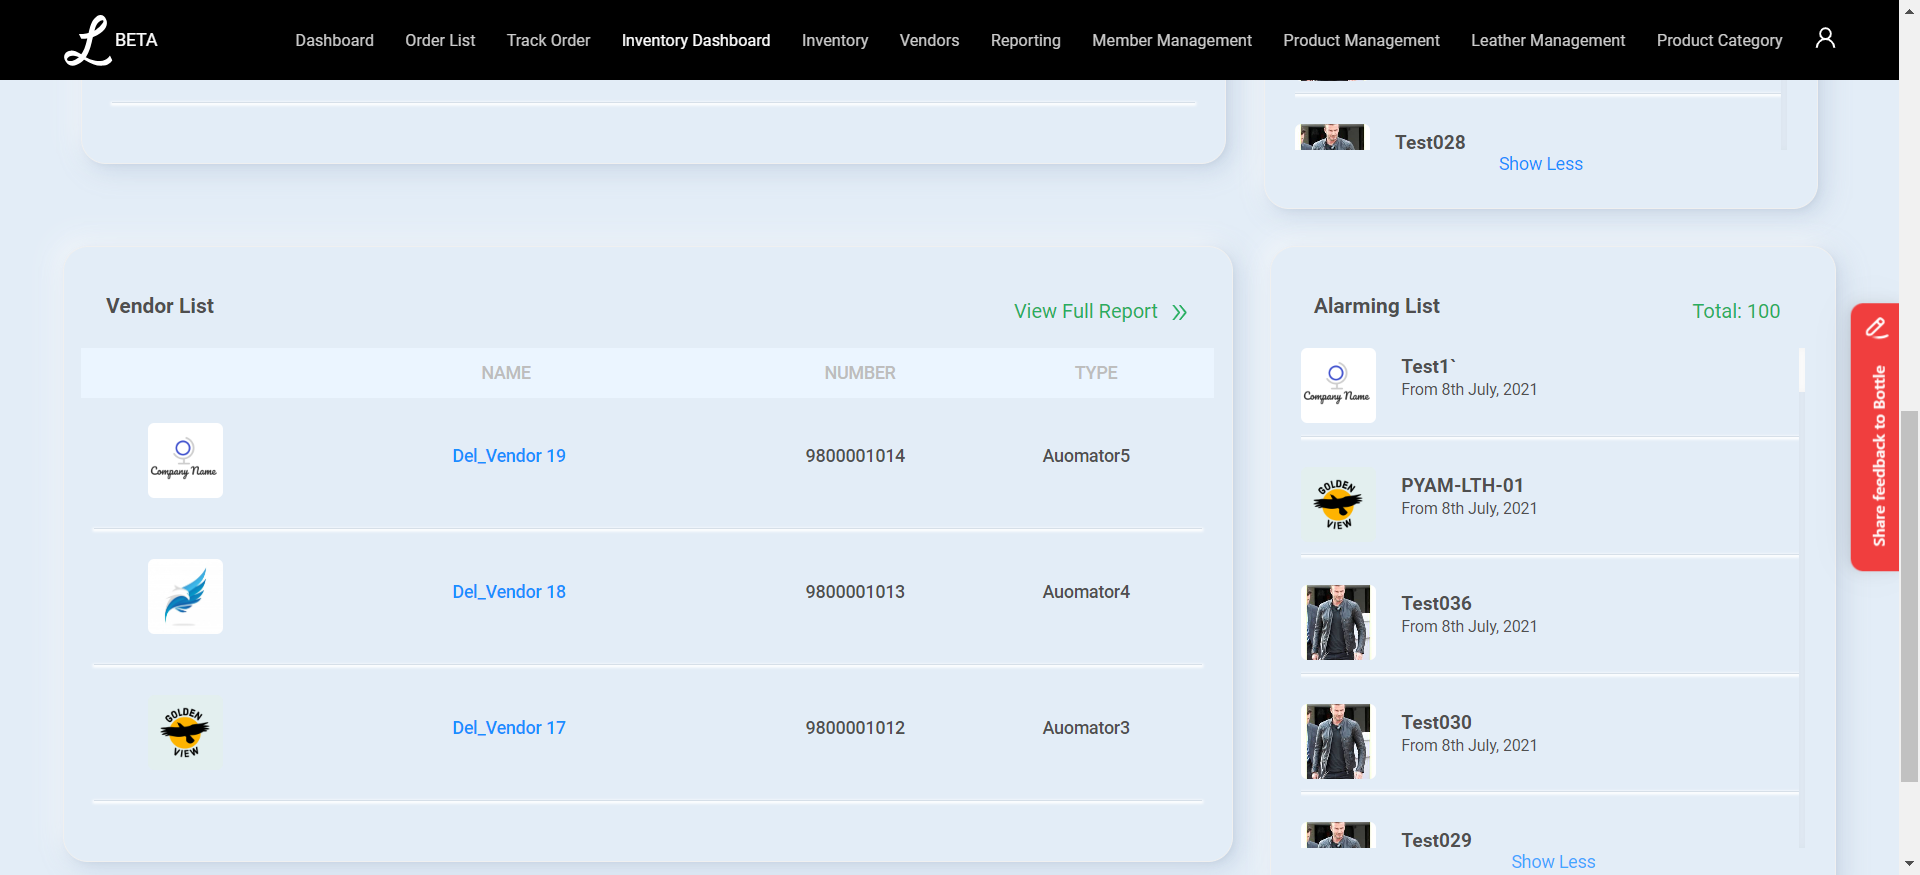 L BETA
Dashboard Order List Track Order Inventory Dashboard Inventory Vendors Reporting Member Management Product Management Leather Management Product Category
Test028
Show Less
Vendor List
View Full Report
NAME NUMBER TYPE
Company Name
Del_Vendor 19 9800001014 Auomator5
Del_Vendor 18 9800001013 Auomator4
GOLDEN VIEW
Del_Vendor 17 9800001012 Auomator3
Alarming List
Total: 100
Company Name
Test1`
From 8th July, 2021
GOLDEN VIEW
PYAM-LTH-01
From 8th July, 2021
Test036
From 8th July, 2021
Test030
From 8th July, 2021
Test029
Show Less
Share feedback to Bottle